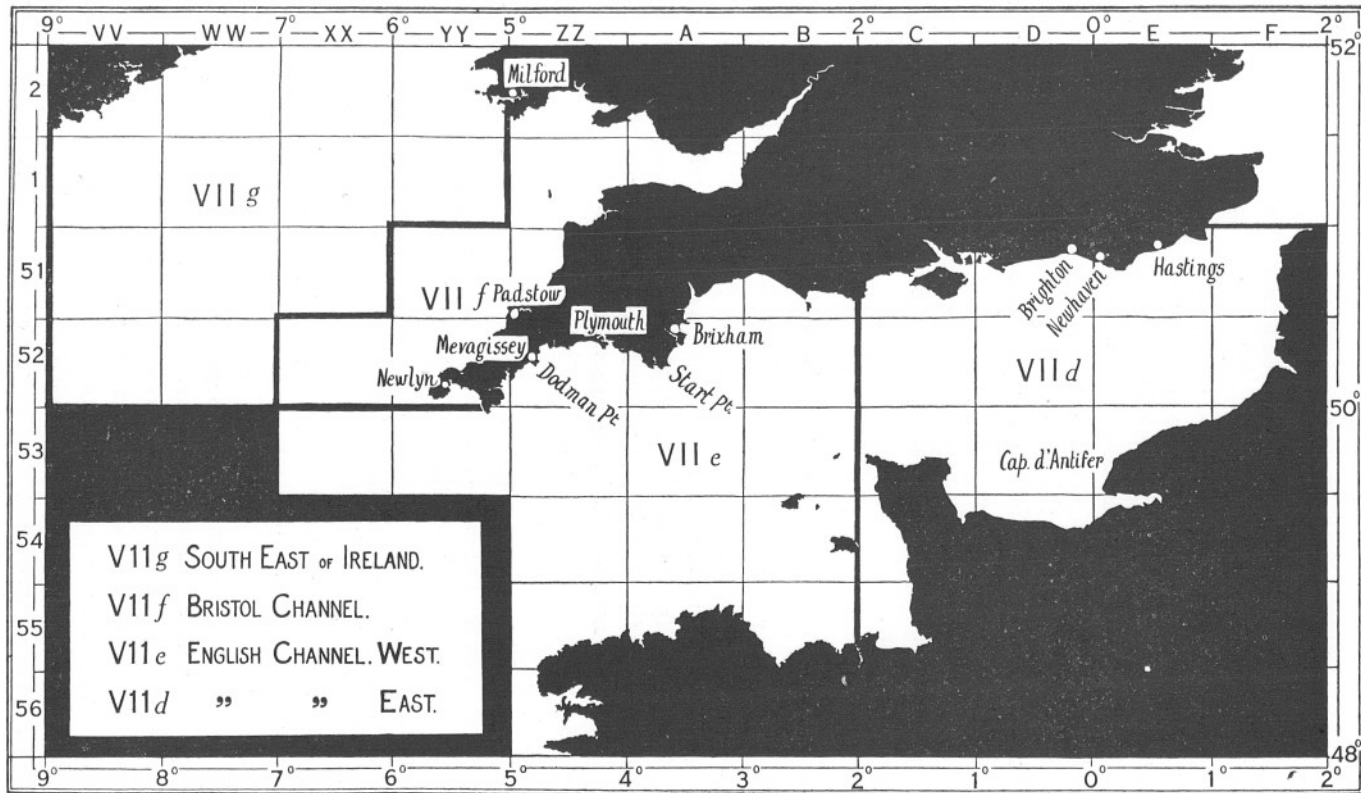 9° VV WW 7° XX 6° YY 5° ZZ A B 2° C D 0° E F 2°
52°
2
Milford
1
VII g
51
VII f Padstow
Brighton
Newhaven
Hastings
52
Mevagissey
Plymouth
Brixham
Newlyn
Dodman Pt.
Start Pt.
VII d
50°
53
VII e
Cap. d'Antifer
54
V11g SOUTH EAST OF IRELAND.
V11f BRISTOL CHANNEL.
55
V11e ENGLISH CHANNEL. WEST.
V11d " " EAST.
56
48°
9° 8° 7° 6° 5° 4° 3° 2° 1° 0° 1° 2°